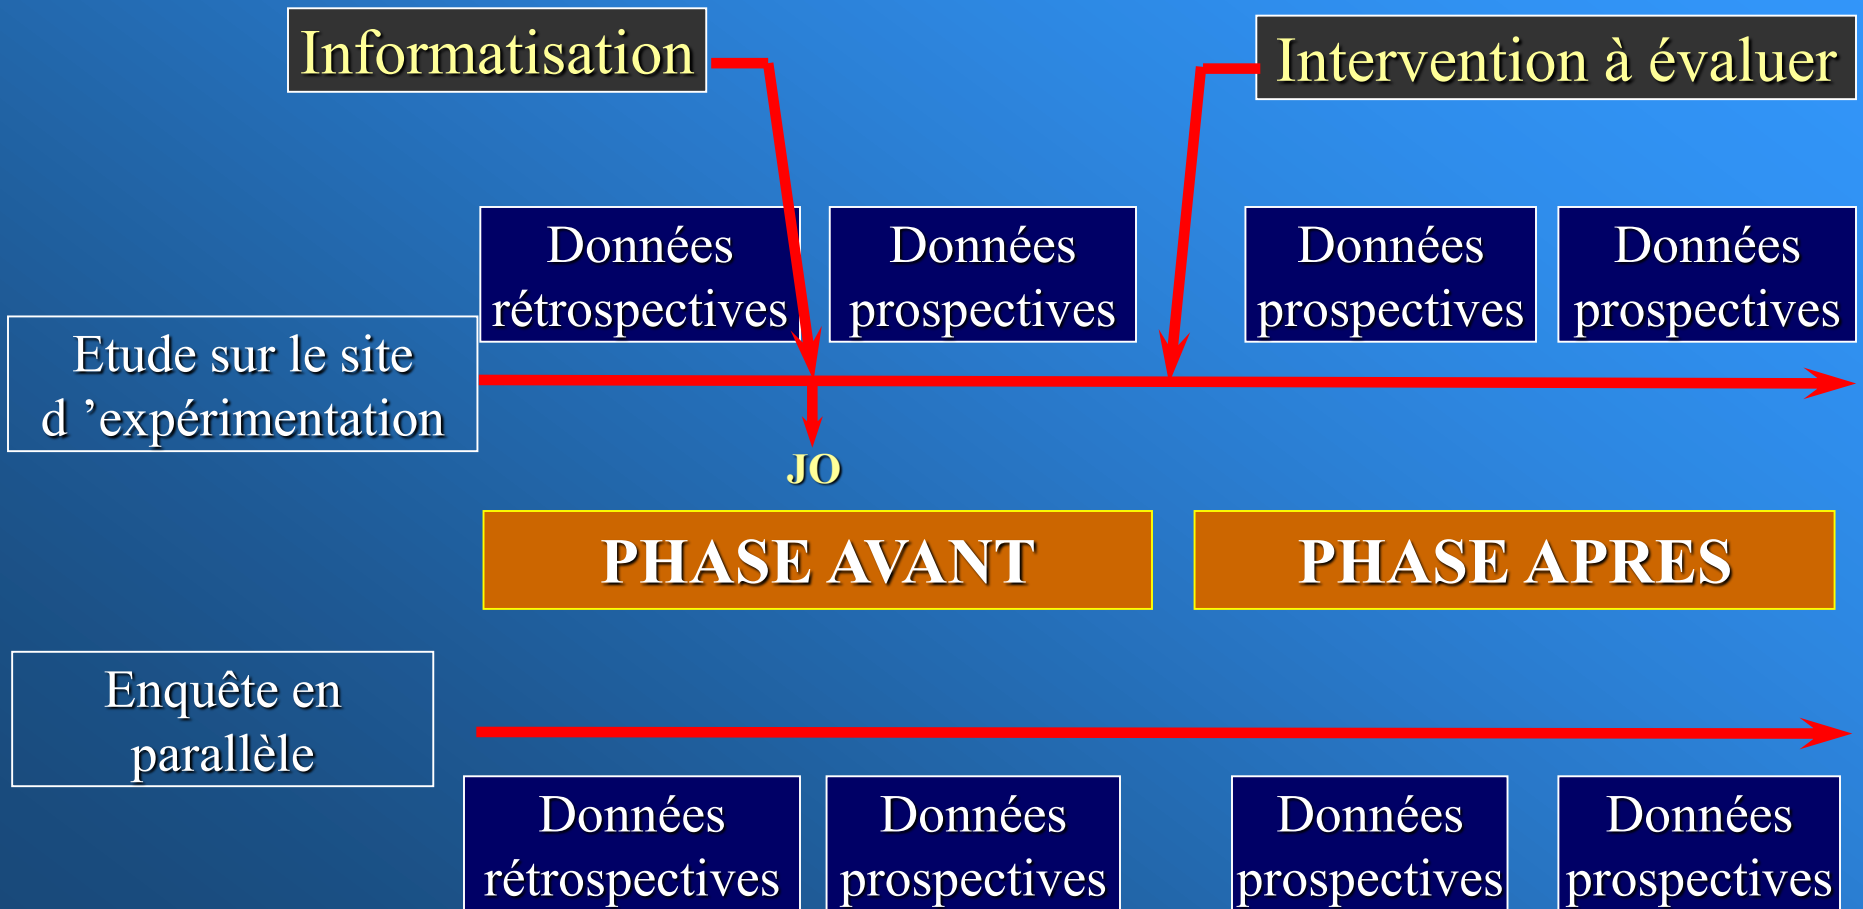 Informatisation
Intervention à évaluer
Données
rétrospectives
Données
prospectives
Données
prospectives
Données
prospectives
Etude sur le site
d ’expérimentation
JO
PHASE AVANT
PHASE APRES
Enquête en
parallèle
Données
rétrospectives
Données
prospectives
Données
prospectives
Données
prospectives